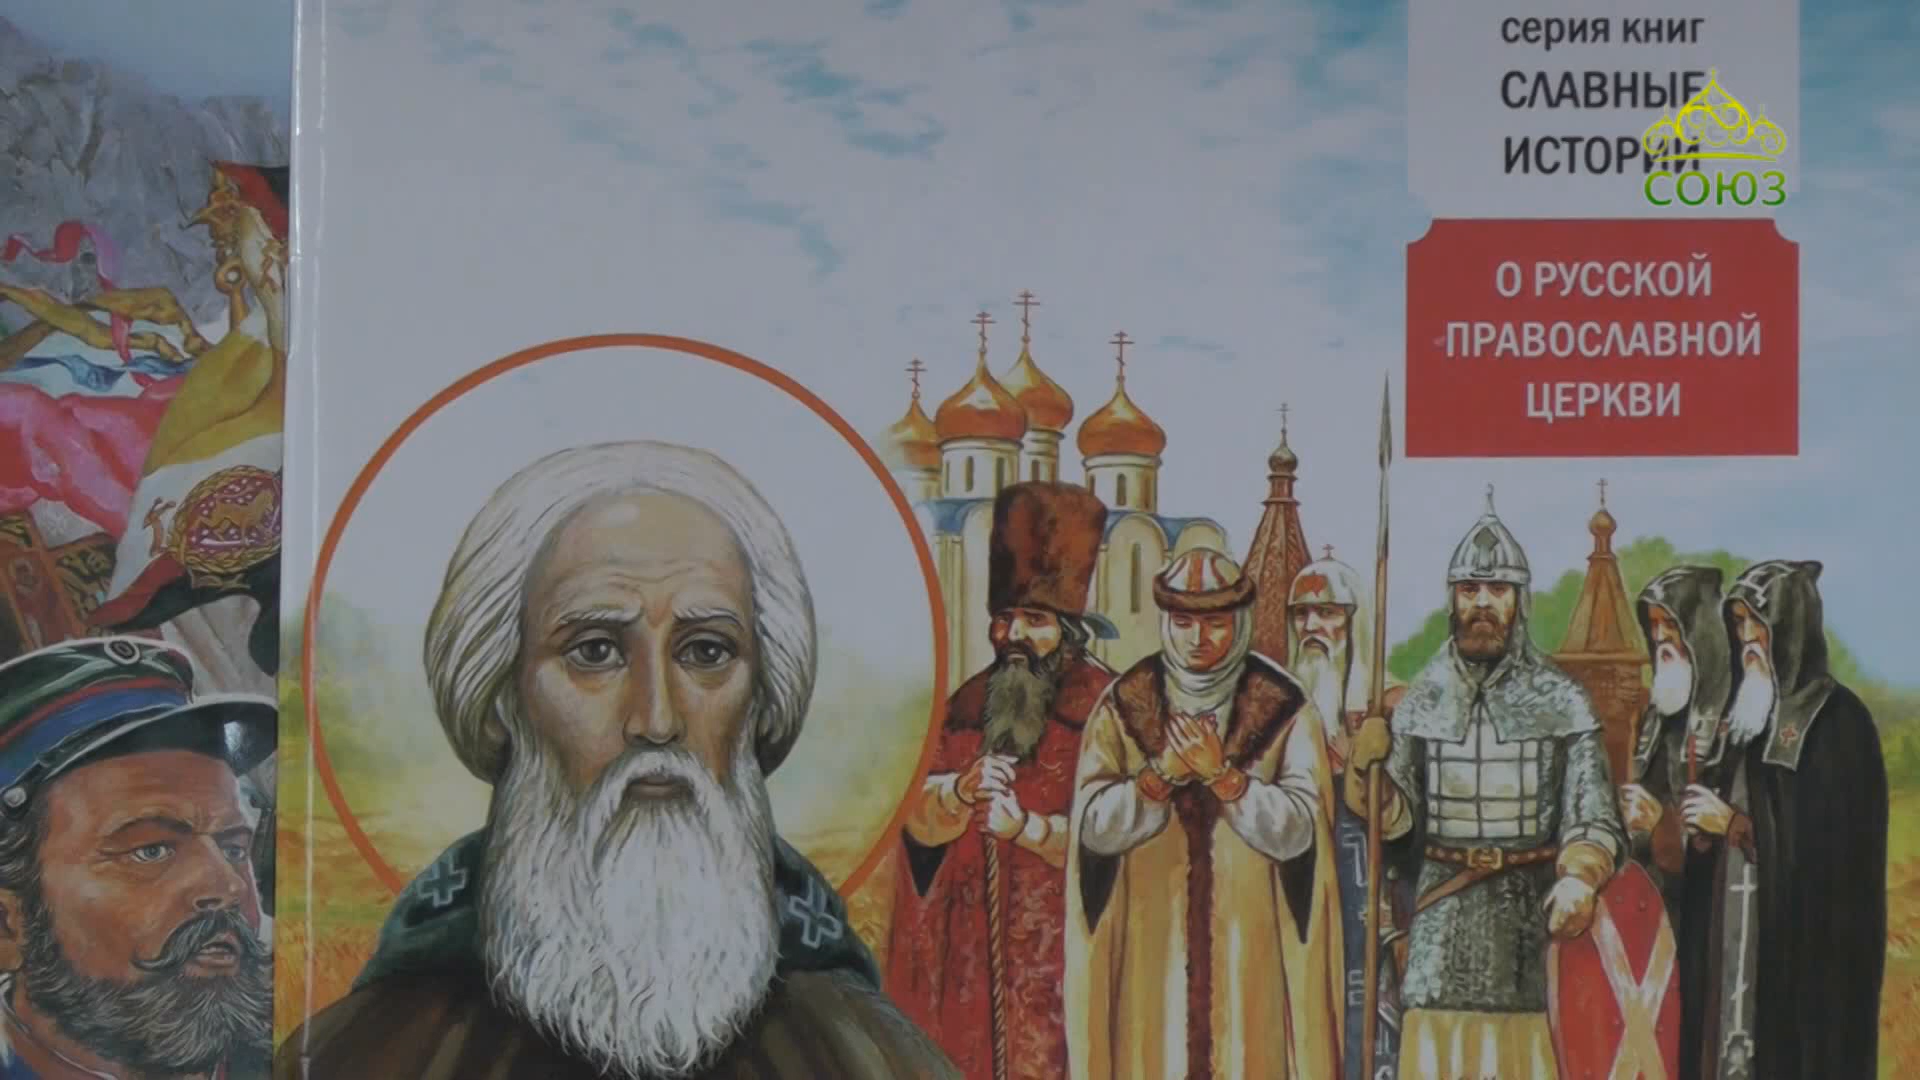 серия книг
СЛАВНЫЕ
ИСТОРИИ
СОЮЗ
О РУССКОЙ
ПРАВОСЛАВНОЙ
ЦЕРКВИ